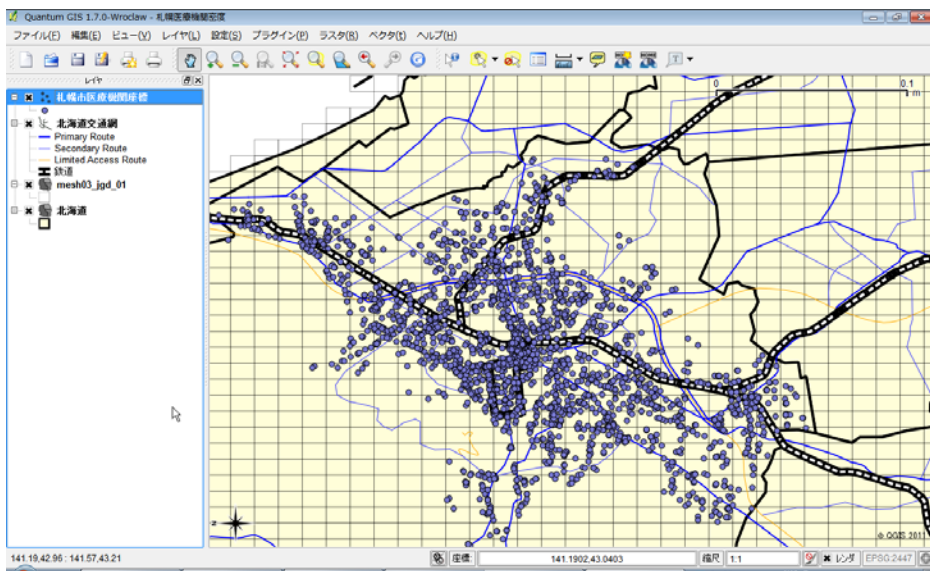 Quantum GIS 1.7.0-Wroclaw - 札幌医療機関密度
ファイル(F) 編集(E) ビュー(V) レイヤ(L) 設定(S) プラグイン(P) ラスタ(R) ベクタ(t) ヘルプ(H)
レイヤ
札幌市医療機関座標
北海道交通網
Primary Route
Secondary Route
Limited Access Route
鉄道
mesh03_jgd_01
北海道
0 0.1
m
© QGIS 2011
141.19,42.96 : 141.57,43.21
座標: 141.1902,43.0403 縮尺 1:1 レンダ EPSG:2447